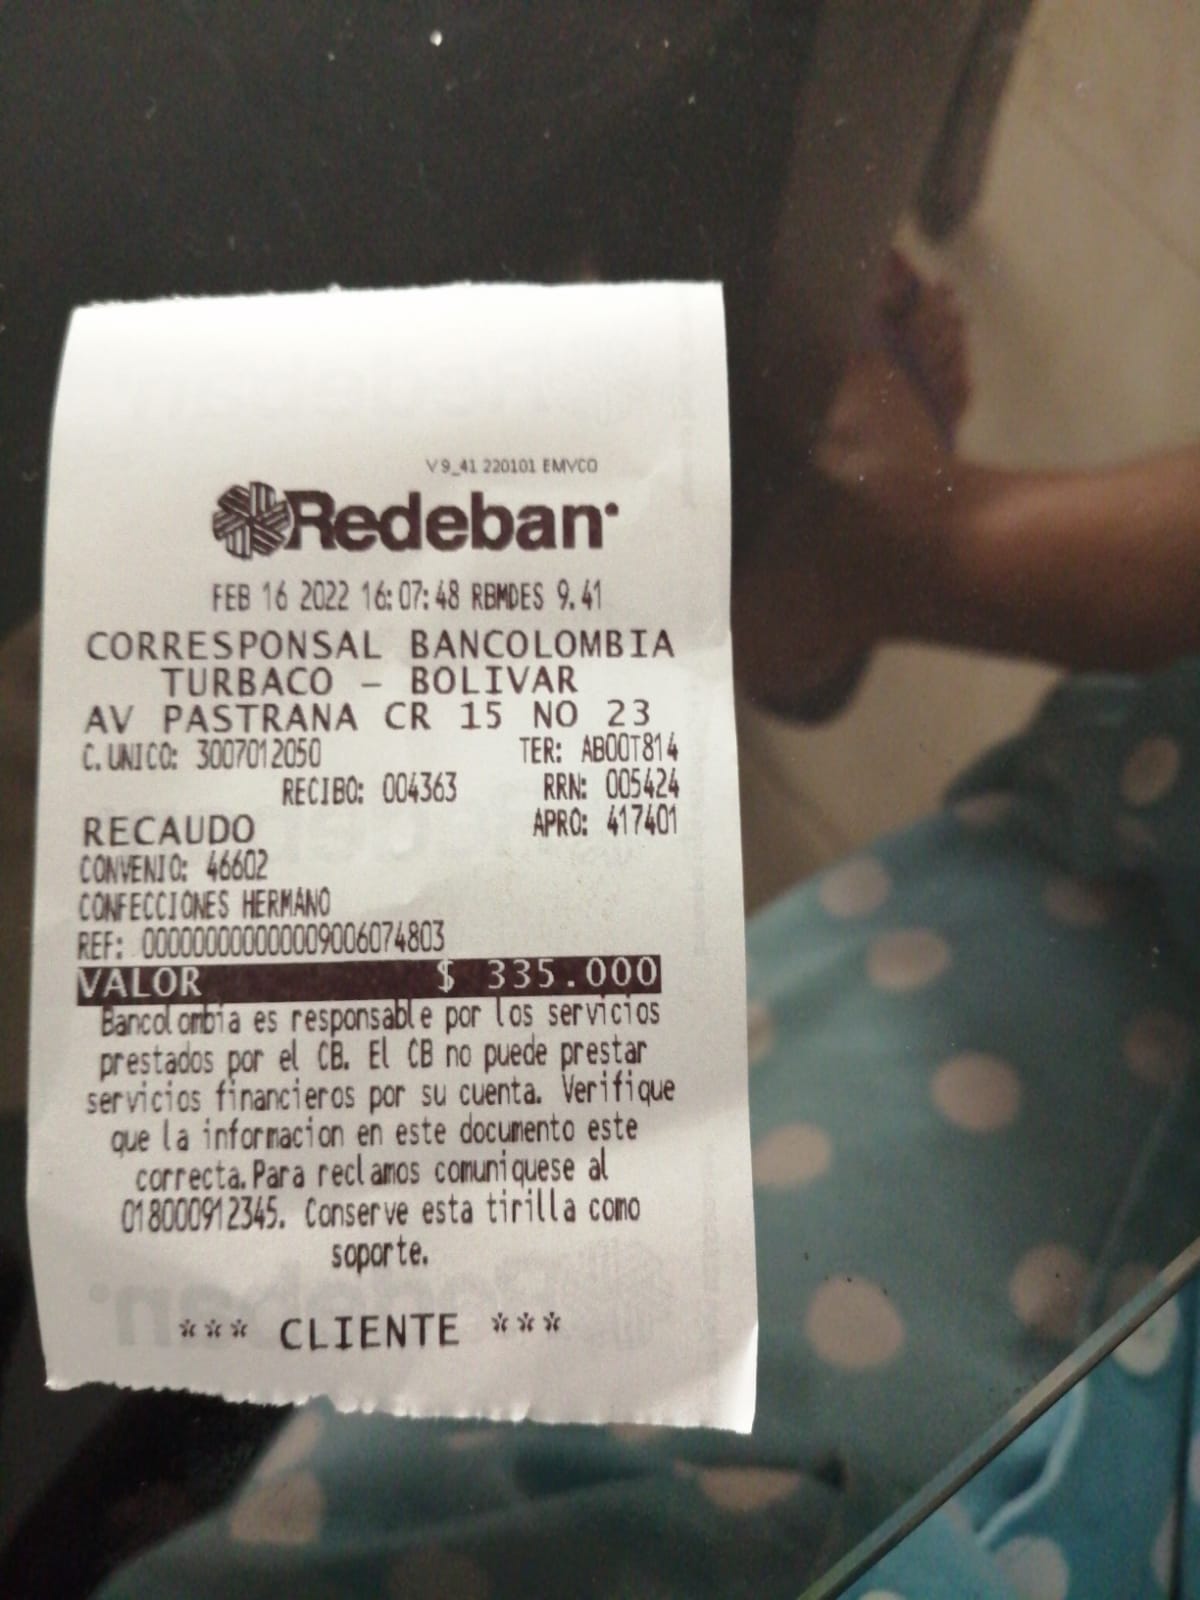 V9_41 220101 EMVCO
Redeban
FEB 16 2022 16:07:48 RBMDES 9.41
CORRESPONSAL BANCOLOMBIA
TURBACO - BOLIVAR
AV PASTRANA CR 15 NO 23
C.UNICO: 3007012050 TER: AB00T814
RECIBO: 004363 RRN: 005424
RECAUDO APRO: 417401
CONVENIO: 46602
CONFECCIONES HERMANO
REF: 000000000000009006074803
VALOR $ 335.000
Bancolombia es responsable por los servicios
prestados por el CB. El CB no puede prestar
servicios financieros por su cuenta. Verifique
que la informacion en este documento este
correcta.Para reclamos comuniquese al
018000912345. Conserve esta tirilla como
soporte.
*** CLIENTE ***